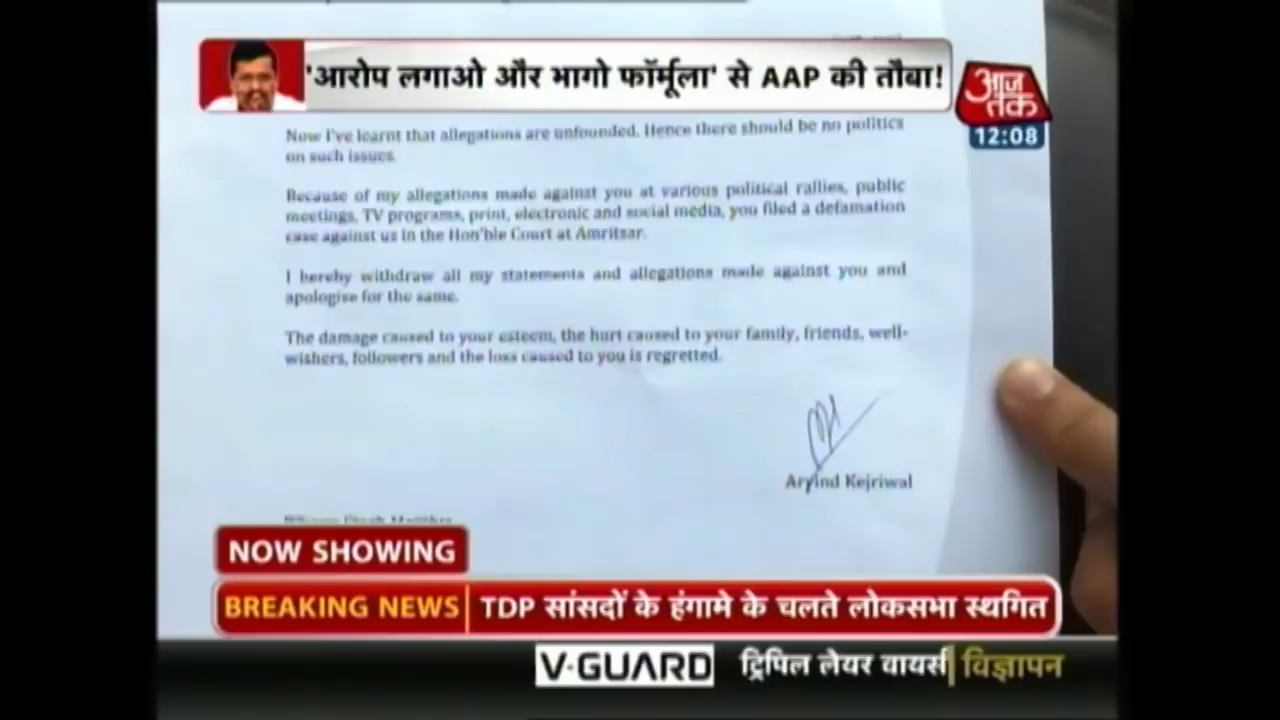 'आरोप लगाओ और भागो फॉर्मूला' से AAP की तौबा!
आज
तक
12:08
Now I've learnt that allegations are unfounded. Hence there should be no politics
on such issues.
Because of my allegations made against you at various political rallies, public
meetings, TV programs, print, electronic and social media, you filed a defamation
case against us in the Hon'ble Court at Amritsar.
I hereby withdraw all my statements and allegations made against you and
apologise for the same.
The damage caused to your esteem, the hurt caused to your family, friends, well-
wishers, followers and the loss caused to you is regretted.
Arvind Kejriwal
NOW SHOWING
BREAKING NEWS TDP सांसदों के हंगामे के चलते लोकसभा स्थगित
V-GUARD ट्रिपिल लेयर वायर्स विज्ञापन